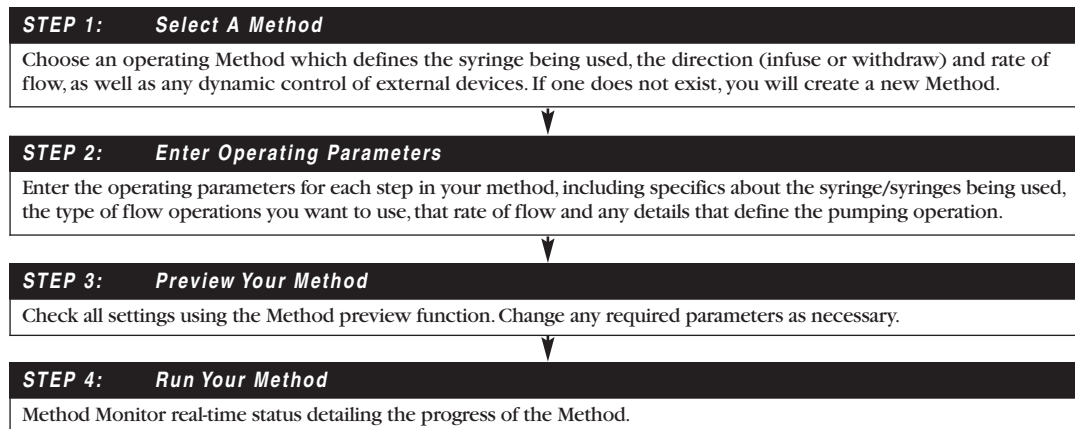 STEP 1: Select A Method
Choose an operating Method which defines the syringe being used, the direction (infuse or withdraw) and rate of
flow, as well as any dynamic control of external devices. If one does not exist, you will create a new Method.
STEP 2: Enter Operating Parameters
Enter the operating parameters for each step in your method, including specifics about the syringe/syringes being used,
the type of flow operations you want to use, that rate of flow and any details that define the pumping operation.
STEP 3: Preview Your Method
Check all settings using the Method preview function. Change any required parameters as necessary.
STEP 4: Run Your Method
Method Monitor real-time status detailing the progress of the Method.